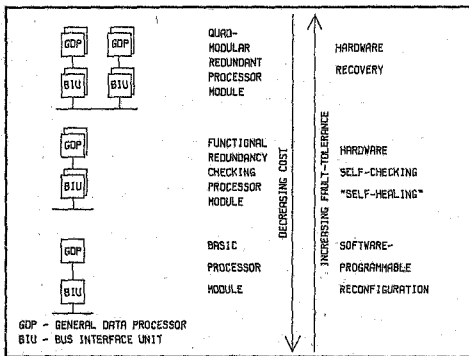 GDP GDP
BIU BIU
QUAD-
MODULAR
REDUNDANT
PROCESSOR
MODULE
HARDWARE
RECOVERY
GDP
BIU
FUNCTIONAL
REDUNDANCY
CHECKING
PROCESSOR
MODULE
HARDWARE
SELF-CHECKING
"SELF-HEALING"
GDP
BIU
BASIC
PROCESSOR
MODULE
SOFTWARE-
PROGRAMMABLE
RECONFIGURATION
DECREASING COST
INCREASING FAULT-TOLERANCE
GDP - GENERAL DATA PROCESSOR
BIU - BUS INTERFACE UNIT